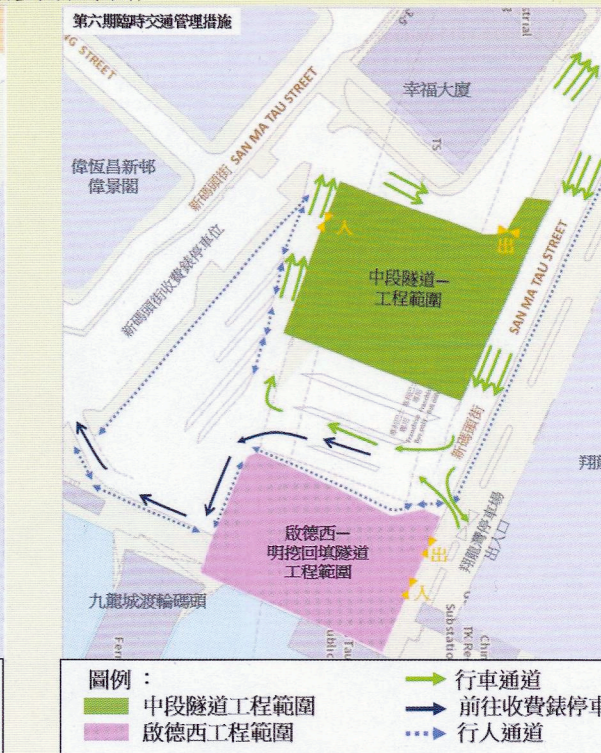 第六期臨時交通管理措施
幸福大廈
NG STREET
SAN MA TAU STREET
新碼頭街
偉恆昌新邨
偉景閣
新碼頭街收費錶停車位
TS
入
出
中段隧道—
工程範圍
SAN MA TAU STREET
新碼頭街
翔龍灣停車場
出入口
啟德西—
明挖回填隧道
工程範圍
出
入
九龍城渡輪碼頭
Substatio
圖例：
中段隧道工程範圍
啟德西工程範圍
行車通道
前往收費錶停車
行人通道